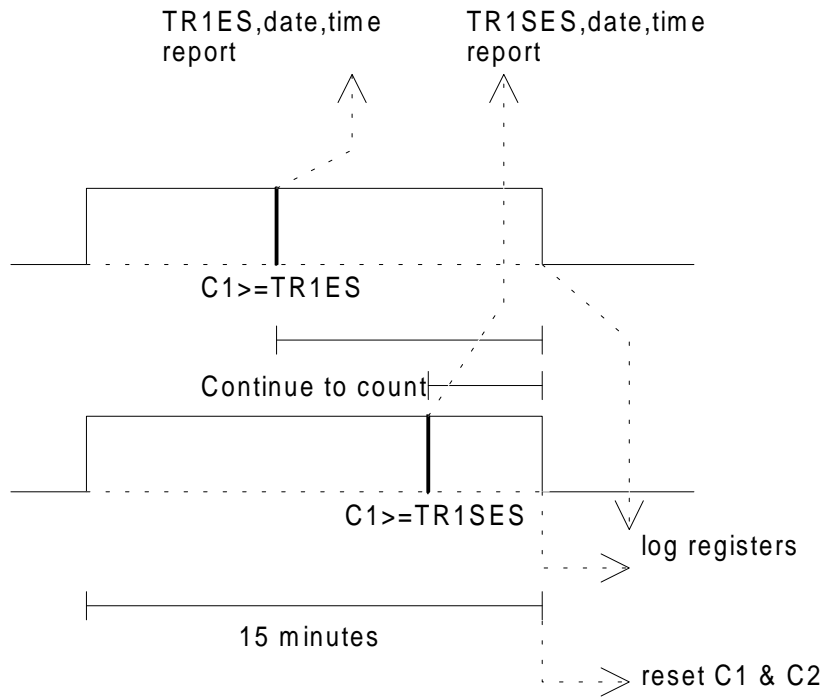 TR1ES,date,time
report
TR1SES,date,time
report
C1>=TR1ES
Continue to count
C1>=TR1SES
log registers
15 minutes
reset C1 & C2